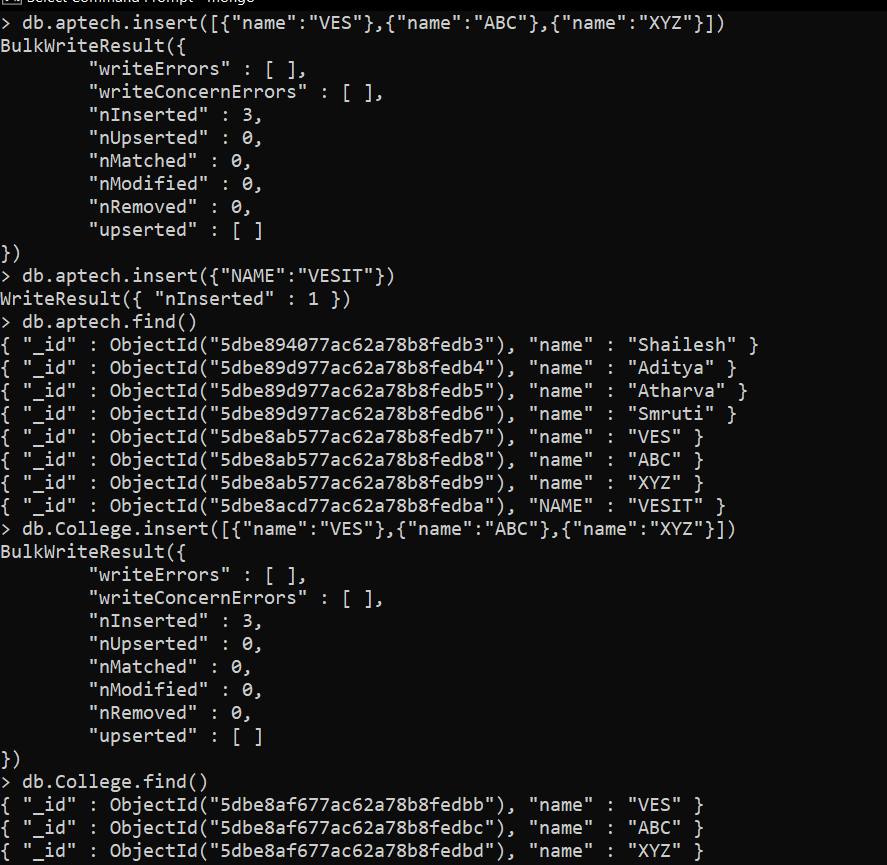 Select Command Prompt - mongo
> db.aptech.insert([{"name":"VES"},{"name":"ABC"},{"name":"XYZ"}])
BulkWriteResult({
        "writeErrors" : [ ],
        "writeConcernErrors" : [ ],
        "nInserted" : 3,
        "nUpserted" : 0,
        "nMatched" : 0,
        "nModified" : 0,
        "nRemoved" : 0,
        "upserted" : [ ]
})
> db.aptech.insert({"NAME":"VESIT"})
WriteResult({ "nInserted" : 1 })
> db.aptech.find()
{ "_id" : ObjectId("5dbe894077ac62a78b8fedb3"), "name" : "Shailesh" }
{ "_id" : ObjectId("5dbe89d977ac62a78b8fedb4"), "name" : "Aditya" }
{ "_id" : ObjectId("5dbe89d977ac62a78b8fedb5"), "name" : "Atharva" }
{ "_id" : ObjectId("5dbe89d977ac62a78b8fedb6"), "name" : "Smruti" }
{ "_id" : ObjectId("5dbe8ab577ac62a78b8fedb7"), "name" : "VES" }
{ "_id" : ObjectId("5dbe8ab577ac62a78b8fedb8"), "name" : "ABC" }
{ "_id" : ObjectId("5dbe8ab577ac62a78b8fedb9"), "name" : "XYZ" }
{ "_id" : ObjectId("5dbe8acd77ac62a78b8fedba"), "NAME" : "VESIT" }
> db.College.insert([{"name":"VES"},{"name":"ABC"},{"name":"XYZ"}])
BulkWriteResult({
        "writeErrors" : [ ],
        "writeConcernErrors" : [ ],
        "nInserted" : 3,
        "nUpserted" : 0,
        "nMatched" : 0,
        "nModified" : 0,
        "nRemoved" : 0,
        "upserted" : [ ]
})
> db.College.find()
{ "_id" : ObjectId("5dbe8af677ac62a78b8fedbb"), "name" : "VES" }
{ "_id" : ObjectId("5dbe8af677ac62a78b8fedbc"), "name" : "ABC" }
{ "_id" : ObjectId("5dbe8af677ac62a78b8fedbd"), "name" : "XYZ" }